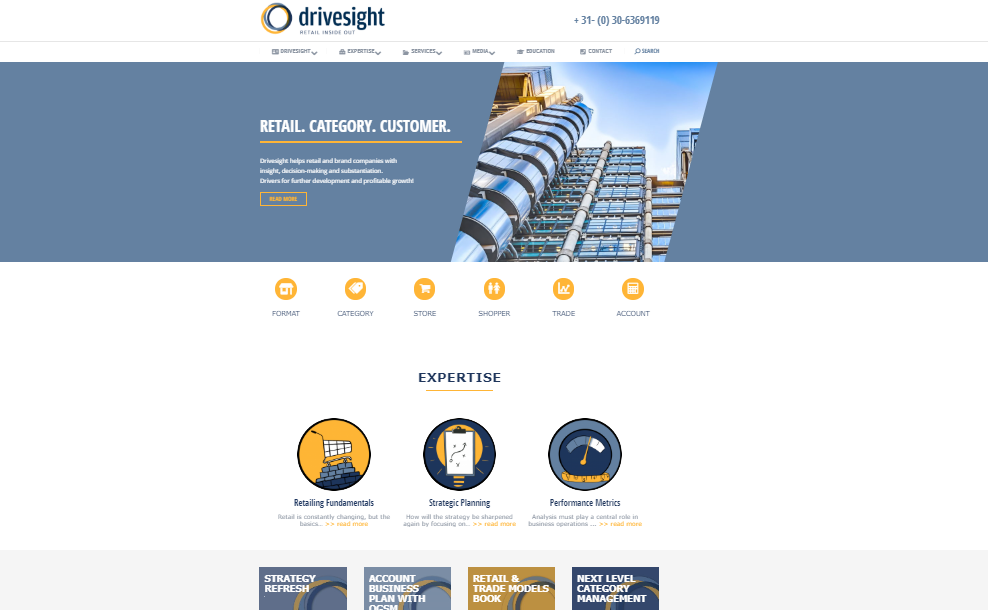 drivesight
RETAIL INSIDE OUT
+ 31- (0) 30-6369119
DRIVESIGHT EXPERTISE SERVICES MEDIA EDUCATION CONTACT SEARCH
RETAIL. CATEGORY. CUSTOMER.
Drivesight helps retail and brand companies with
insight, decision-making and substantiation.
Drivers for further development and profitable growth!
READ MORE
FORMAT CATEGORY STORE SHOPPER TRADE ACCOUNT
EXPERTISE
Retailing Fundamentals
Retail is constantly changing, but the
basics... >> read more
Strategic Planning
How will the strategy be sharpened
again by focusing on... >> read more
Performance Metrics
Analysis must play a central role in
business operations ... >> read more
STRATEGY
REFRESH
ACCOUNT
BUSINESS
PLAN WITH
OGSM
RETAIL &
TRADE MODELS
BOOK
NEXT LEVEL
CATEGORY
MANAGEMENT